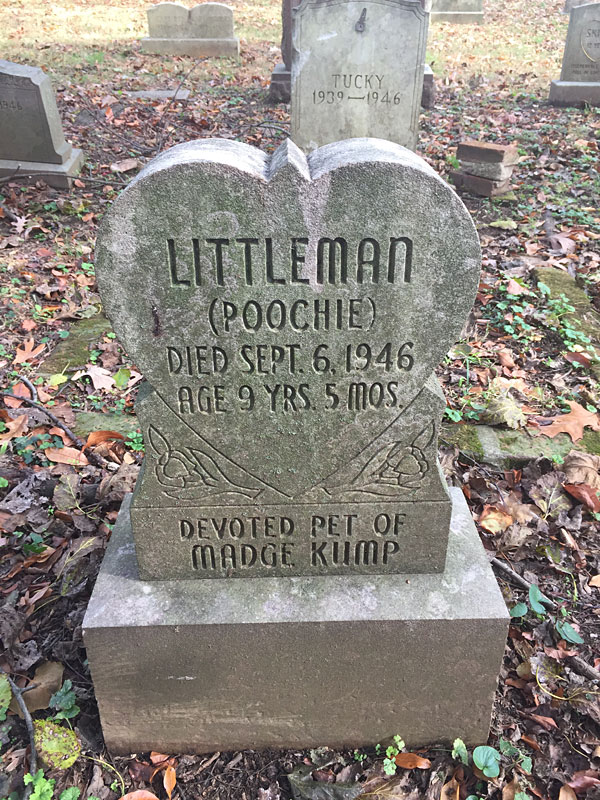 TUCKY
1939—1946
LITTLEMAN
(POOCHIE)
DIED SEPT. 6, 1946
AGE 9 YRS. 5 MOS.
DEVOTED PET OF
MADGE KUMP